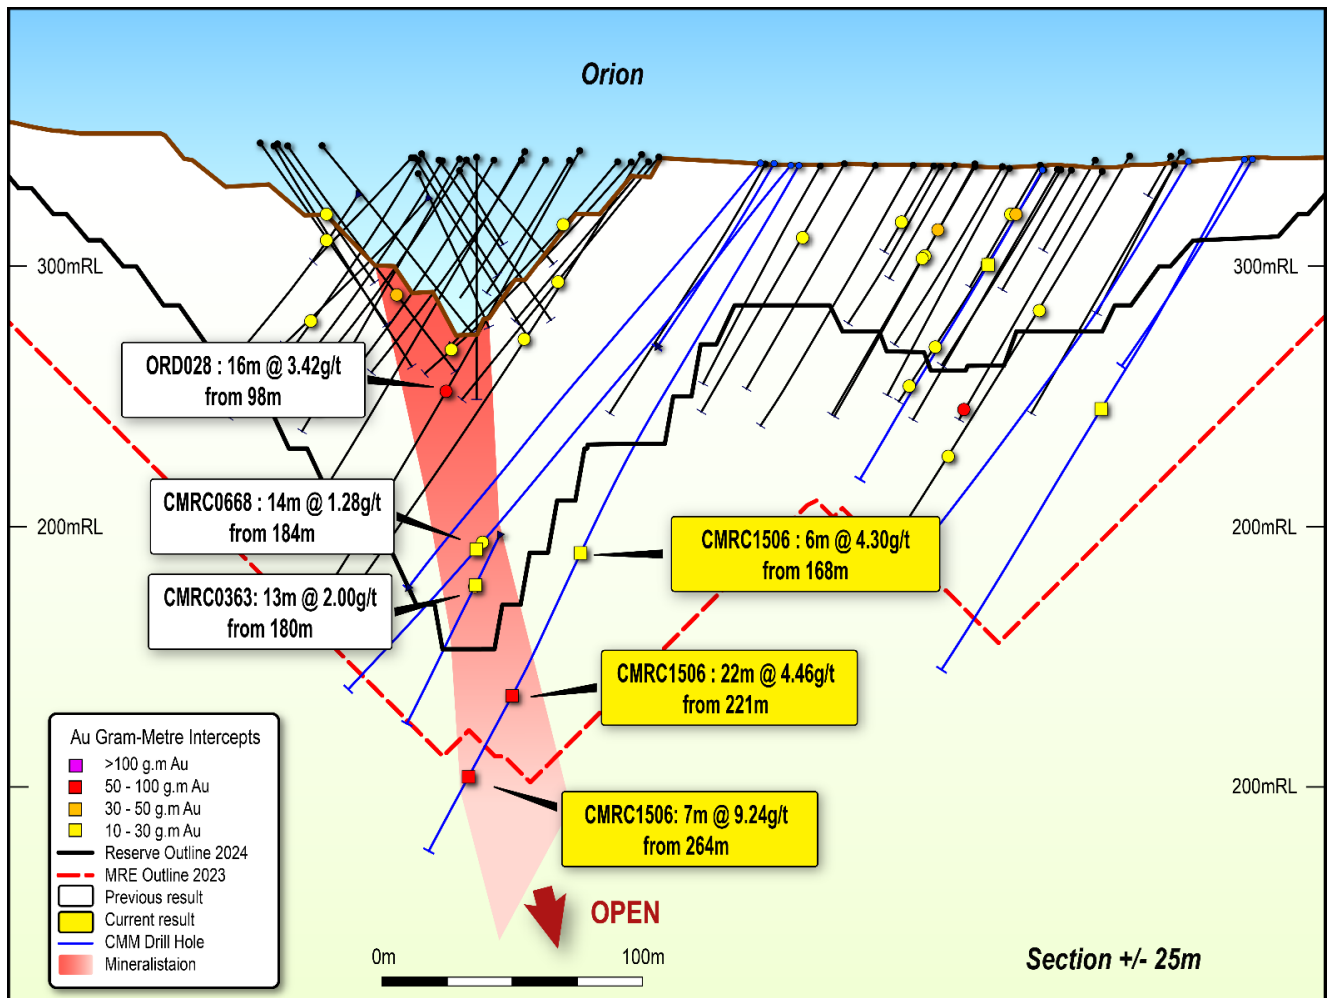 Orion
300mRL
300mRL
ORD028 : 16m @ 3.42g/t
from 98m
CMRC0668 : 14m @ 1.28g/t
from 184m
200mRL
200mRL
CMRC1506 : 6m @ 4.30g/t
from 168m
CMRC0363: 13m @ 2.00g/t
from 180m
CMRC1506 : 22m @ 4.46g/t
from 221m
200mRL
CMRC1506: 7m @ 9.24g/t
from 264m
Au Gram-Metre Intercepts
>100 g.m Au
50 - 100 g.m Au
30 - 50 g.m Au
10 - 30 g.m Au
Reserve Outline 2024
MRE Outline 2023
Previous result
Current result
CMM Drill Hole
Mineralistaion
OPEN
0m 100m
Section +/- 25m